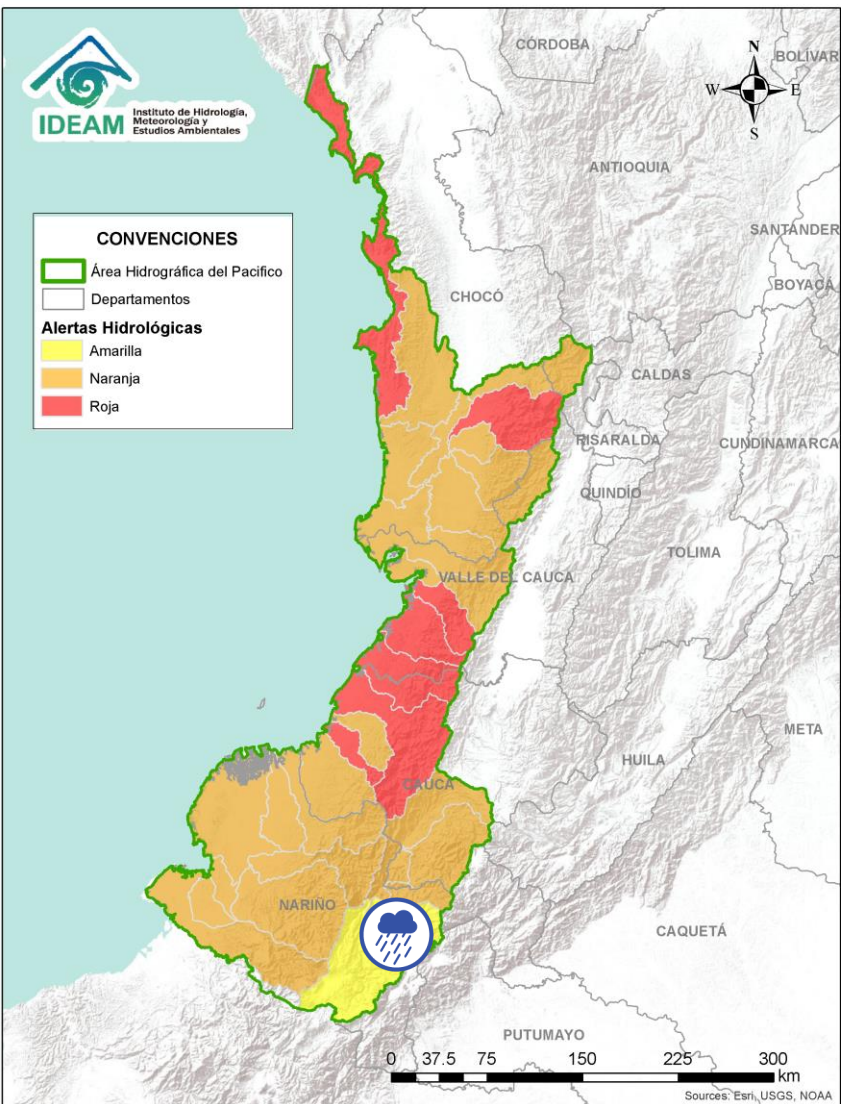 IDEAM
Instituto de Hidrología,
Meteorología y
Estudios Ambientales
CÓRDOBA
BOLÍVAR
N
W
E
S
ANTIOQUIA
SANTANDER
BOYACÁ
CONVENCIONES
Área Hidrográfica del Pacifico
Departamentos
Alertas Hidrológicas
Amarilla
Naranja
Roja
CHOCÓ
CALDAS
RISARALDA
CUNDINAMARCA
QUINDÍO
TOLIMA
VALLE DEL CAUCA
META
HUILA
CAUCA
NARIÑO
CAQUETÁ
PUTUMAYO
0 37.5 75 150 225 300
km
Sources: Esri, USGS, NOAA